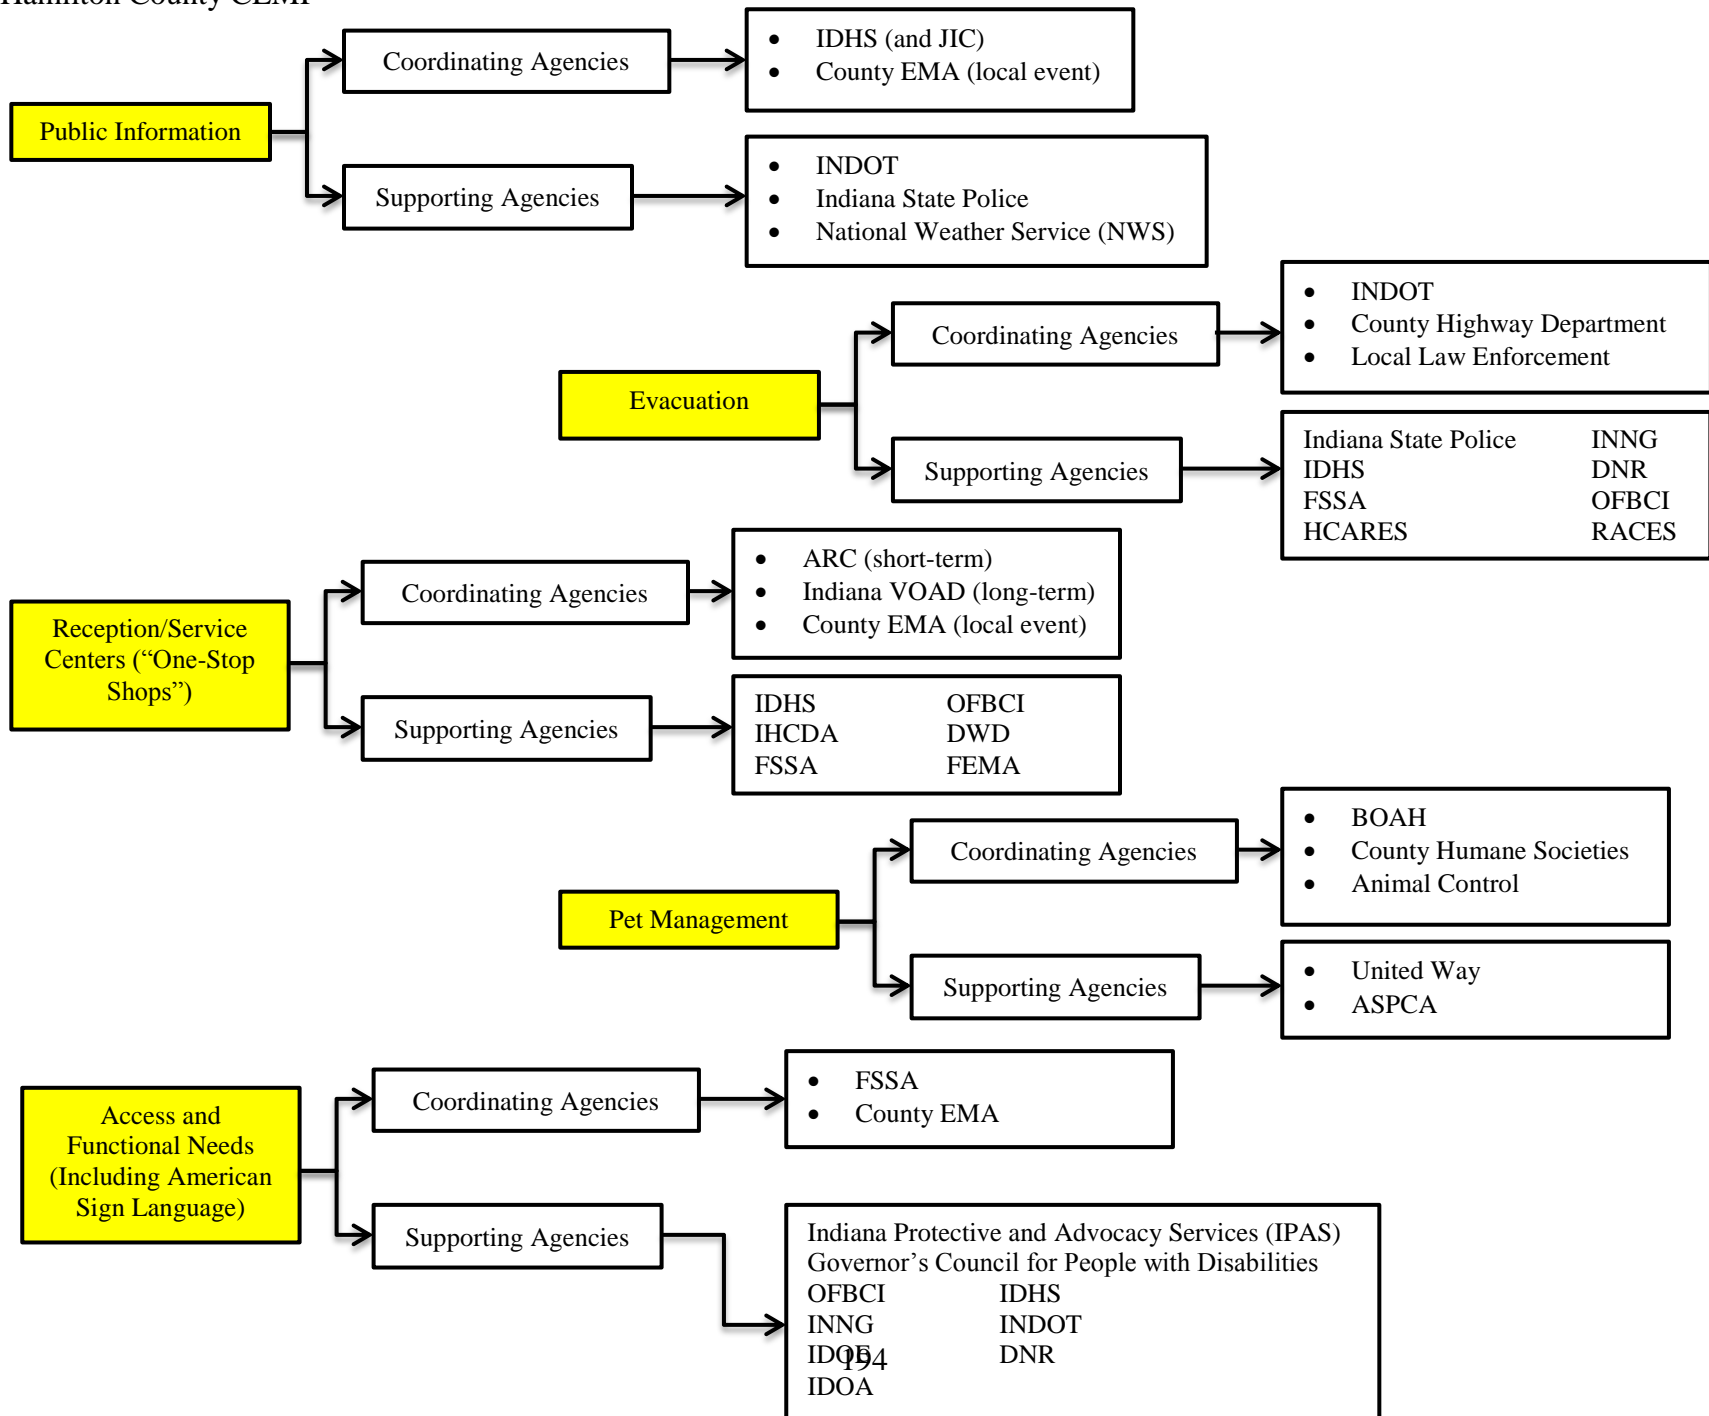 Hamilton County CEMP
Public Information
Coordinating Agencies
• IDHS (and JIC)
• County EMA (local event)
Supporting Agencies
• INDOT
• Indiana State Police
• National Weather Service (NWS)
Evacuation
Coordinating Agencies
• INDOT
• County Highway Department
• Local Law Enforcement
Supporting Agencies
Indiana State Police INNG
IDHS DNR
FSSA OFBCI
HCARES RACES
Reception/Service
Centers (“One-Stop
Shops”)
Coordinating Agencies
• ARC (short-term)
• Indiana VOAD (long-term)
• County EMA (local event)
Supporting Agencies
IDHS OFBCI
IHCDA DWD
FSSA FEMA
Pet Management
Coordinating Agencies
• BOAH
• County Humane Societies
• Animal Control
Supporting Agencies
• United Way
• ASPCA
Access and
Functional Needs
(Including American
Sign Language)
Coordinating Agencies
• FSSA
• County EMA
Supporting Agencies
Indiana Protective and Advocacy Services (IPAS)
Governor’s Council for People with Disabilities
OFBCI IDHS
INNG INDOT
IDOE DNR
IDOA
194